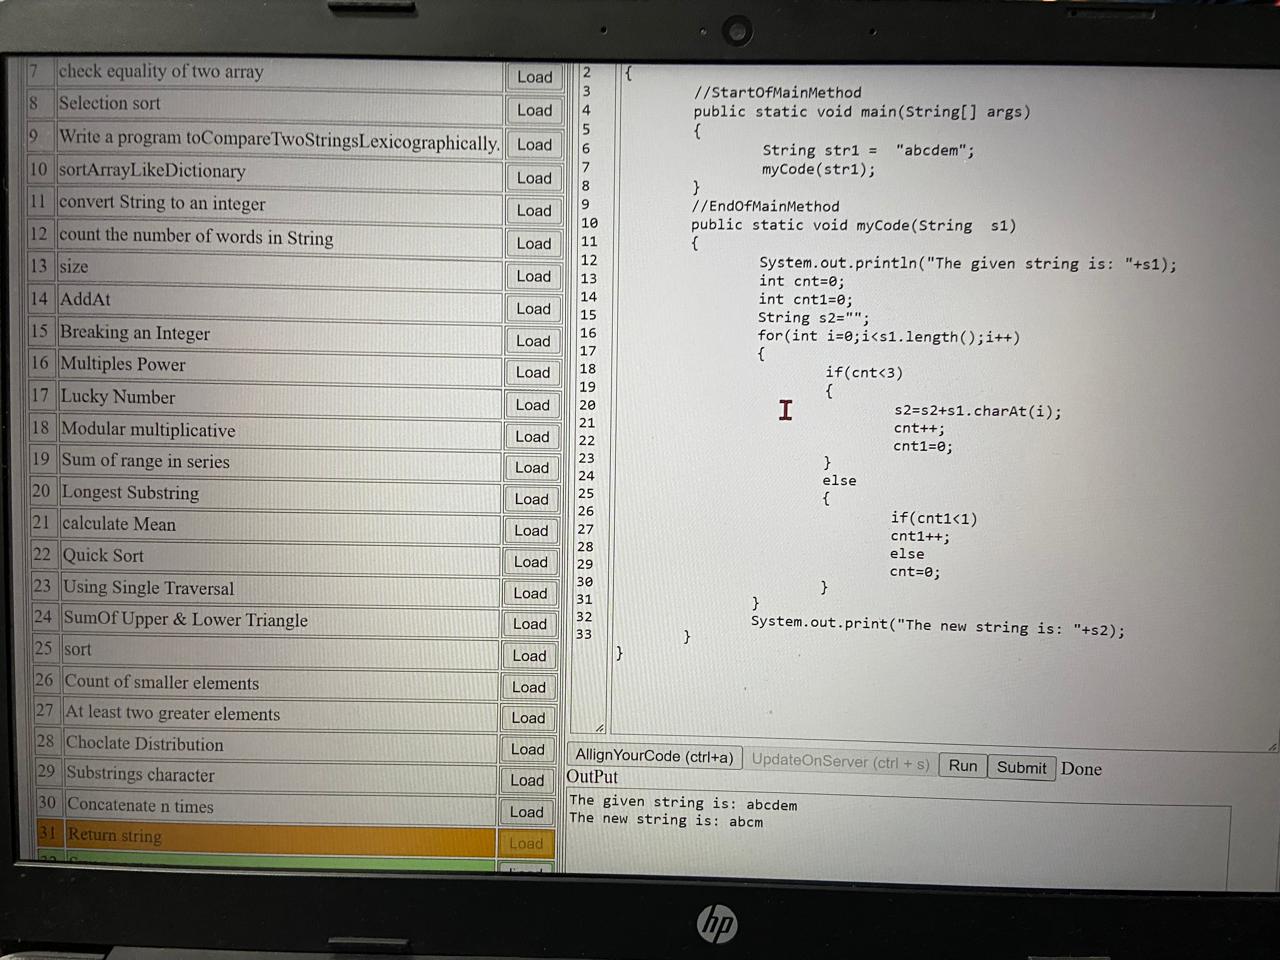 7 check equality of two array Load
8 Selection sort Load
9 Write a program toCompareTwoStringsLexicographically. Load
10 sortArrayLikeDictionary Load
11 convert String to an integer Load
12 count the number of words in String Load
13 size Load
14 AddAt Load
15 Breaking an Integer Load
16 Multiples Power Load
17 Lucky Number Load
18 Modular multiplicative Load
19 Sum of range in series Load
20 Longest Substring Load
21 calculate Mean Load
22 Quick Sort Load
23 Using Single Traversal Load
24 SumOf Upper & Lower Triangle Load
25 sort Load
26 Count of smaller elements Load
27 At least two greater elements Load
28 Choclate Distribution Load
29 Substrings character Load
30 Concatenate n times Load
31 Return string Load
2 {
3 //StartOfMainMethod
4 public static void main(String[] args)
5 {
6 String str1 = "abcdem";
7 myCode(str1);
8 }
9 //EndOfMainMethod
10 public static void myCode(String s1)
11 {
12 System.out.println("The given string is: "+s1);
13 int cnt=0;
14 int cnt1=0;
15 String s2="";
16 for(int i=0;i<s1.length();i++)
17 {
18 if(cnt<3)
19 {
20 s2=s2+s1.charAt(i);
21 cnt++;
22 cnt1=0;
23 }
24 else
25 {
26 if(cnt1<1)
27 cnt1++;
28 else
29 cnt=0;
30 }
31 }
32 System.out.print("The new string is: "+s2);
33 }
}
AllignYourCode (ctrl+a) UpdateOnServer (ctrl + s) Run Submit Done
OutPut
The given string is: abcdem
The new string is: abcm
hp